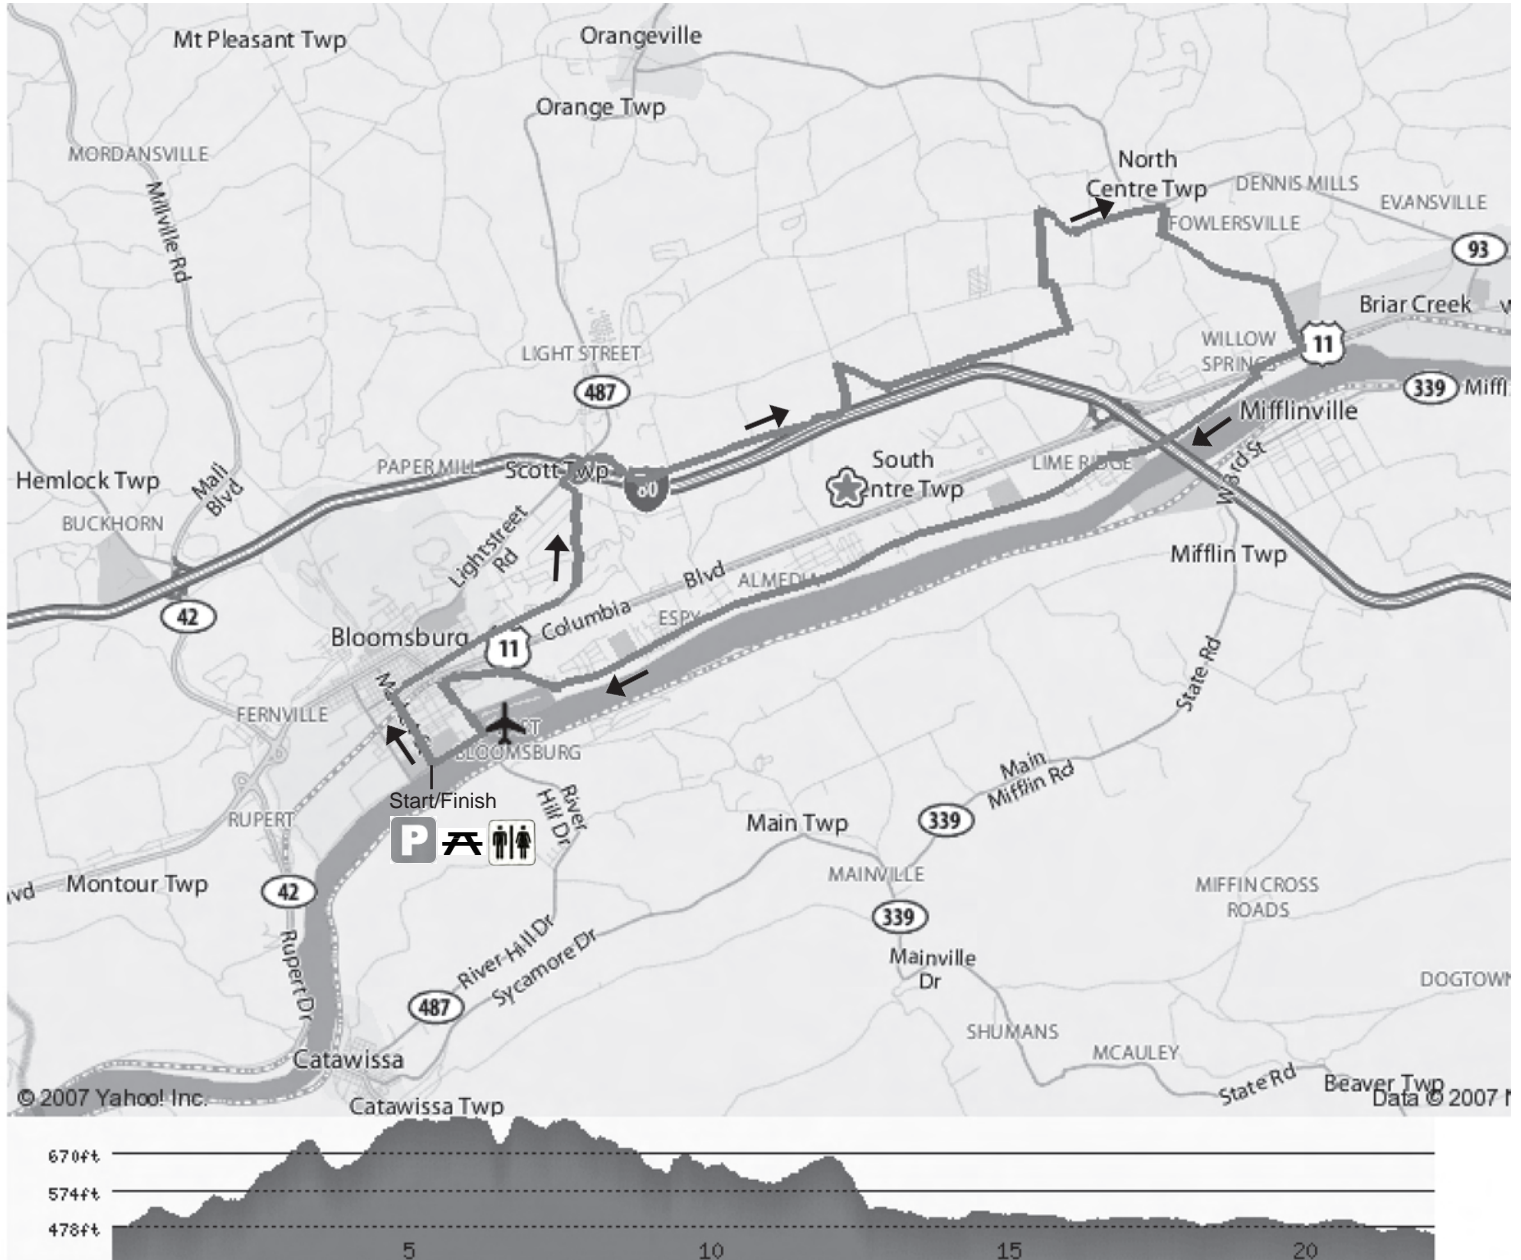 Mt Pleasant Twp
Orangeville
Orange Twp
MORDANSVILLE
Millville Rd
North
Centre Twp
DENNIS MILLS
EVANSVILLE
FOWLERSVILLE
93
Briar Creek
LIGHT STREET
487
WILLOW
SPRINGS
11
339
Mifflinville
Hemlock Twp
Mall
Blvd
PAPERMILL
Scott Twp
80
South
LIME RIDGE
W 3rd St
BUCKHORN
Lightstreet
Rd
Mifflin Twp
42
Columbia
Blvd
ALMEDIA
ESPY
Bloomsburg
11
State Rd
FERNVILLE
BLOOMSBURG
Start/Finish
P
River
Hill Dr
Main
Mifflin Rd
339
RUPERT
Main Twp
MAINVILLE
Montour Twp
42
MIFFIN CROSS
ROADS
339
Rupert Dr
River Hill Dr
Sycamore Dr
Mainville
Dr
487
DOGTOWN
SHUMANS
MCAULEY
Catawissa
State Rd
Beaver Twp
© 2007 Yahoo! Inc.
Data © 2007
Catawissa Twp
670ft
574ft
478ft
5 10 15 20